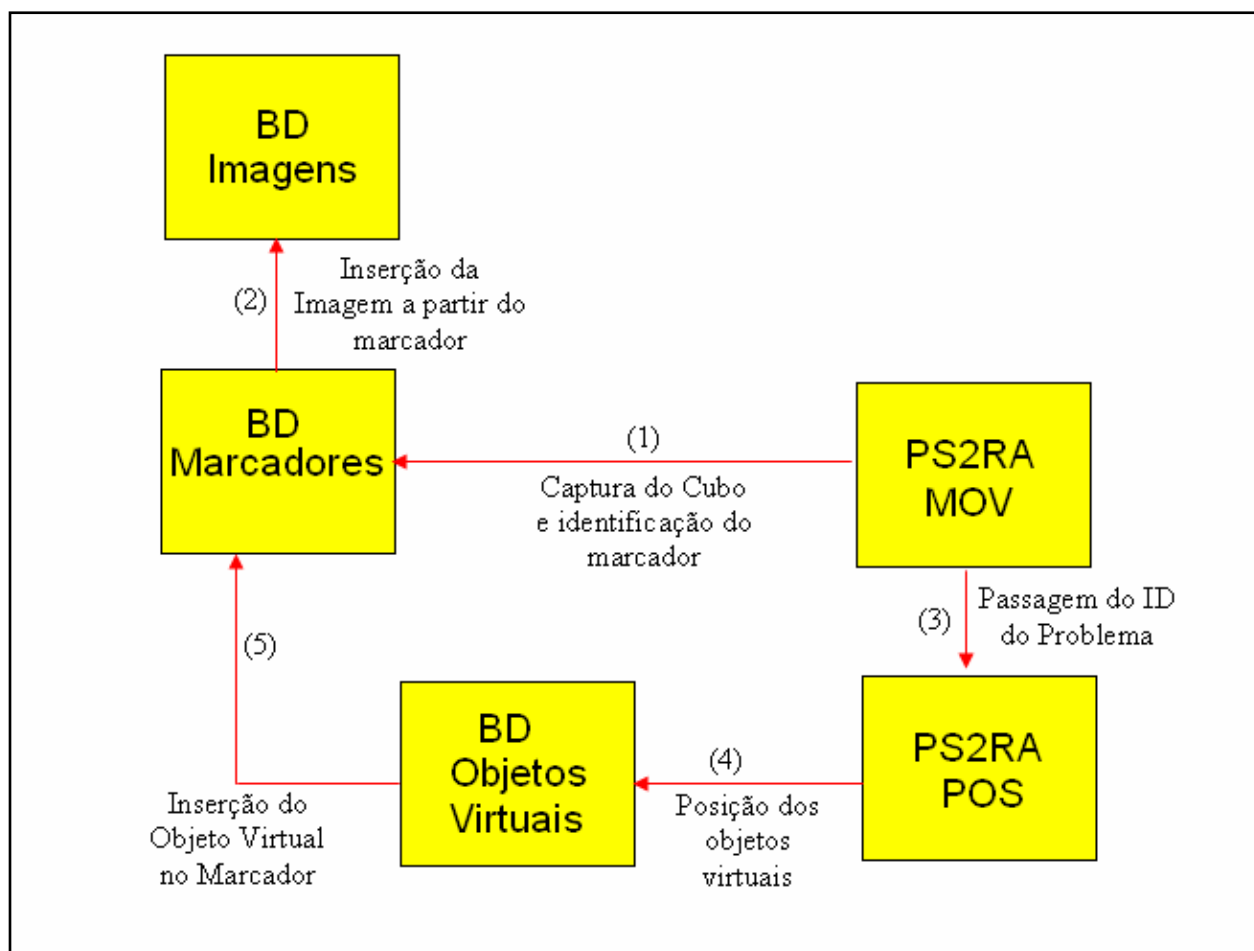 BD
Imagens
(2)
Inserção da
Imagem a partir do
marcador
BD
Marcadores
(1)
Captura do Cubo
e identificação do
marcador
PS2RA
MOV
(3)
Passagem do ID
do Problema
(5)
Inserção do
Objeto Virtual
no Marcador
BD
Objetos
Virtuais
(4)
Posição dos
objetos
virtuais
PS2RA
POS